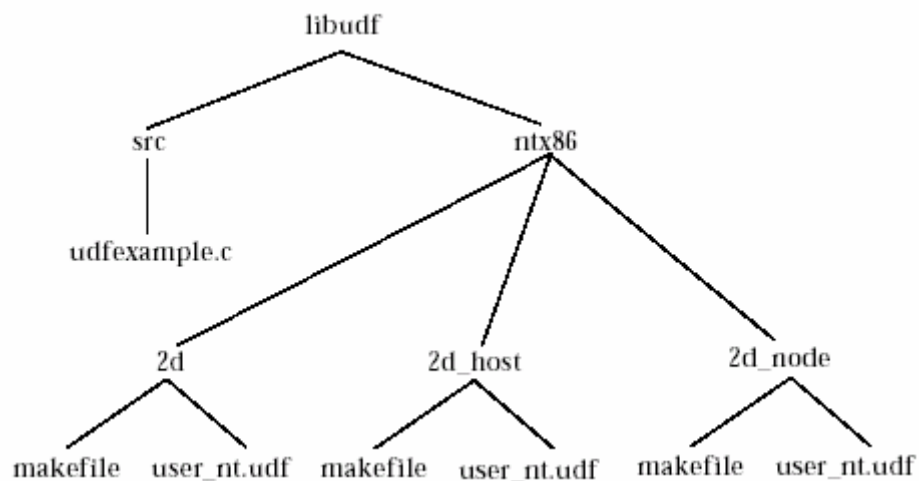 libudf
src ntx86
udfexample.c
2d 2d_host 2d_node
makefile user_nt.udf makefile user_nt.udf makefile user_nt.udf